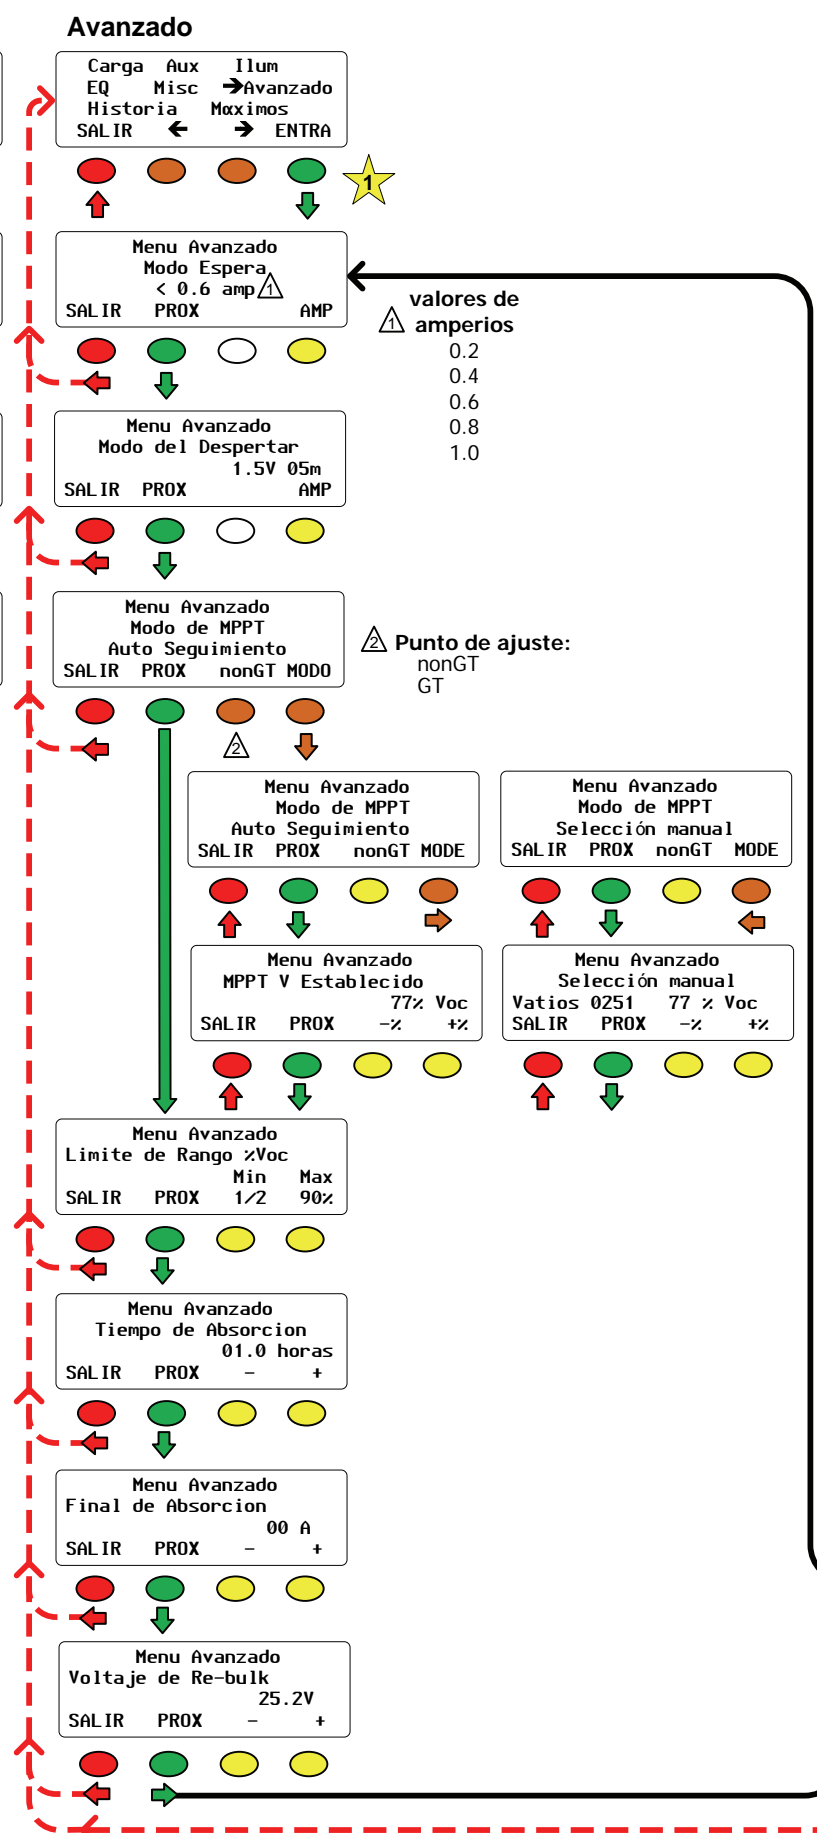 Avanzado
Carga Aux Ilum
EQ Misc ➔Avanzado
Historia Maximos
SALIR ← → ENTRA
1
Menu Avanzado
Modo Espera
< 0.6 amp 1
SALIR PROX AMP
valores de
1 amperios
0.2
0.4
0.6
0.8
1.0
Menu Avanzado
Modo del Despertar
1.5V 05m
SALIR PROX AMP
Menu Avanzado
Modo de MPPT
Auto Seguimiento
SALIR PROX nonGT MODO
2 Punto de ajuste:
nonGT
GT
2
Menu Avanzado
Modo de MPPT
Auto Seguimiento
SALIR PROX nonGT MODE
Menu Avanzado
Modo de MPPT
Selección manual
SALIR PROX nonGT MODE
Menu Avanzado
MPPT V Establecido
77% Voc
SALIR PROX -% +%
Menu Avanzado
Selección manual
Vatios 0251 77 % Voc
SALIR PROX -% +%
Menu Avanzado
Limite de Rango %Voc
Min Max
SALIR PROX 1/2 90%
Menu Avanzado
Tiempo de Absorcion
01.0 horas
SALIR PROX - +
Menu Avanzado
Final de Absorcion
00 A
SALIR PROX - +
Menu Avanzado
Voltaje de Re-bulk
25.2V
SALIR PROX - +